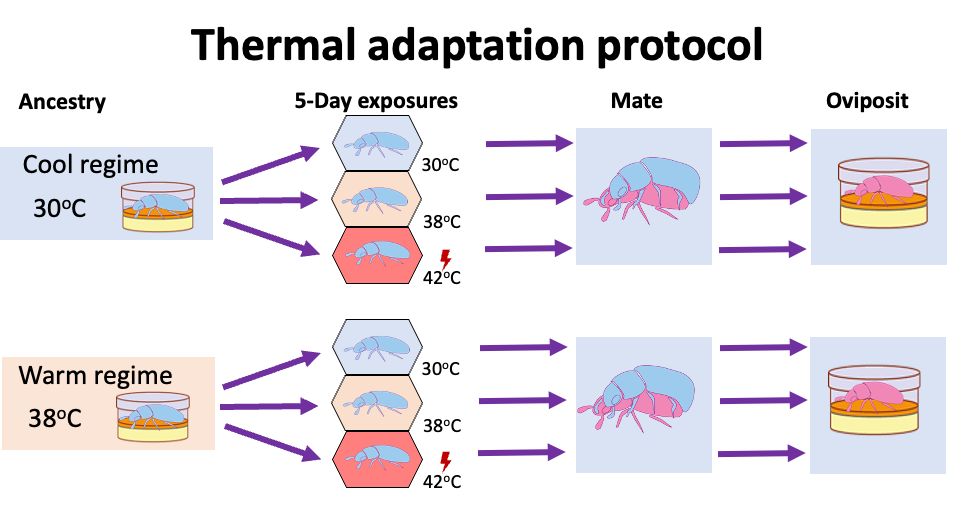 Thermal adaptation protocol
Ancestry
5-Day exposures
Mate
Oviposit
Cool regime
30°C
30°C
38°C
42°C
Warm regime
38°C
30°C
38°C
42°C